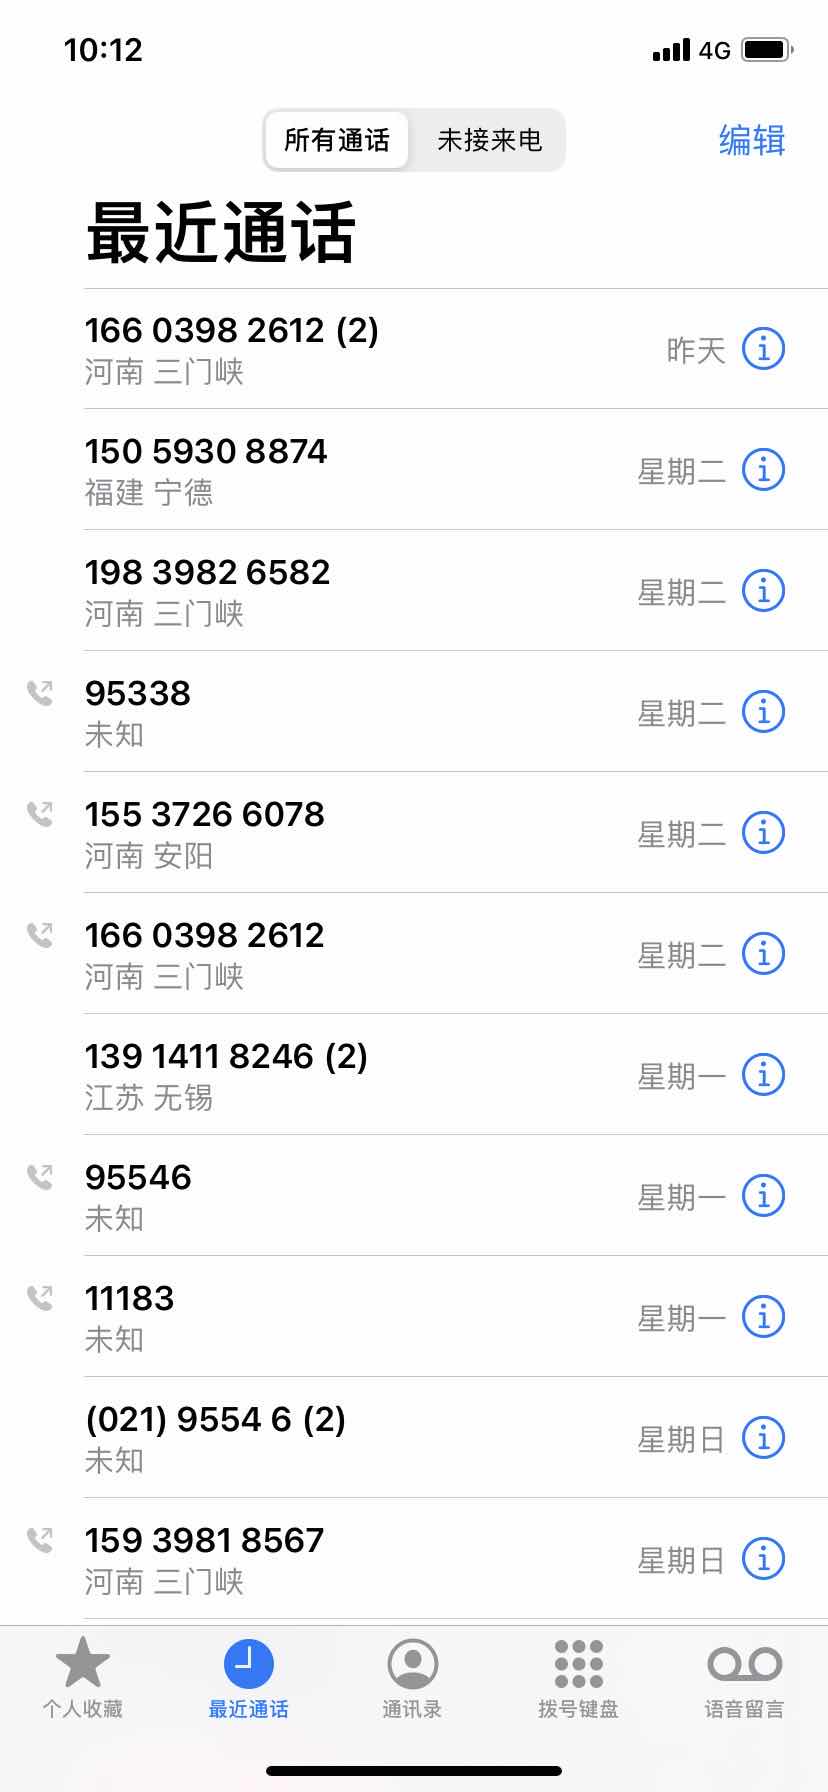 10:12
4G
所有通话 未接来电 编辑
最近通话
166 0398 2612 (2)
河南 三门峡
昨天
150 5930 8874
福建 宁德
星期二
198 3982 6582
河南 三门峡
星期二
95338
未知
星期二
155 3726 6078
河南 安阳
星期二
166 0398 2612
河南 三门峡
星期二
139 1411 8246 (2)
江苏 无锡
星期一
95546
未知
星期一
11183
未知
星期一
(021) 9554 6 (2)
未知
星期日
159 3981 8567
河南 三门峡
星期日
个人收藏 最近通话 通讯录 拨号键盘 语音留言